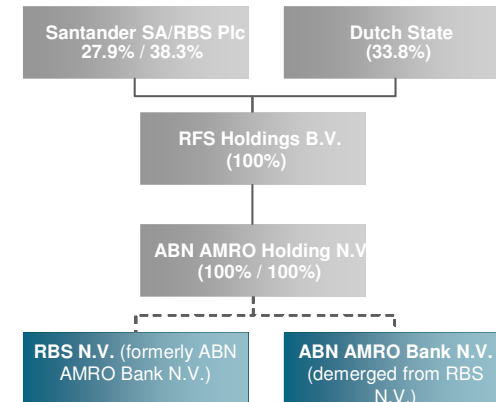 Santander SA/RBS Plc
27.9% / 38.3%
Dutch State
(33.8%)
RFS Holdings B.V.
(100%)
ABN AMRO Holding N.V
(100% / 100%)
RBS N.V. (formerly ABN
AMRO Bank N.V.)
ABN AMRO Bank N.V.
(demerged from RBS
N.V.)